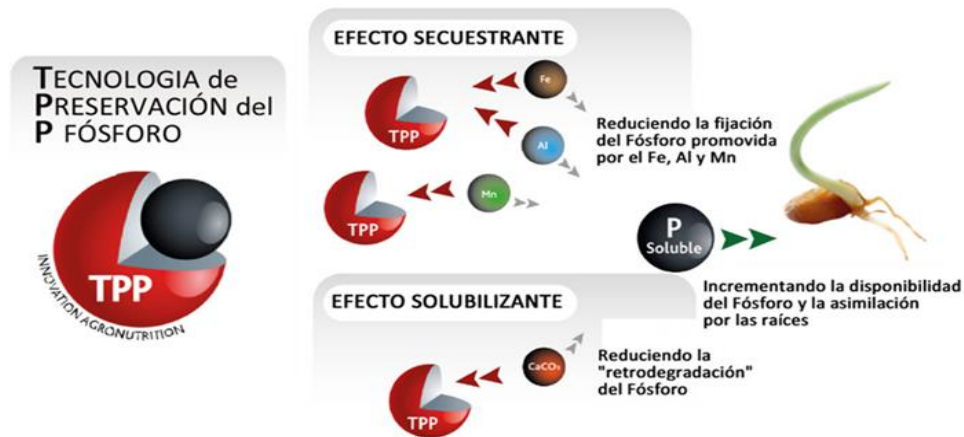 TECNOLOGIA de
PRESERVACIÓN del
P FÓSFORO
TPP
INNOVATION AGRONUTRITION
EFECTO SECUESTRANTE
TPP
Fe
Al
TPP
Mn
Reduciendo la fijación
del Fósforo promovida
por el Fe, Al y Mn
P
Soluble
Incrementando la disponibilidad
del Fósforo y la asimilación
por las raíces
EFECTO SOLUBILIZANTE
TPP
CaCO₃
Reduciendo la
"retrodegradación"
del Fósforo